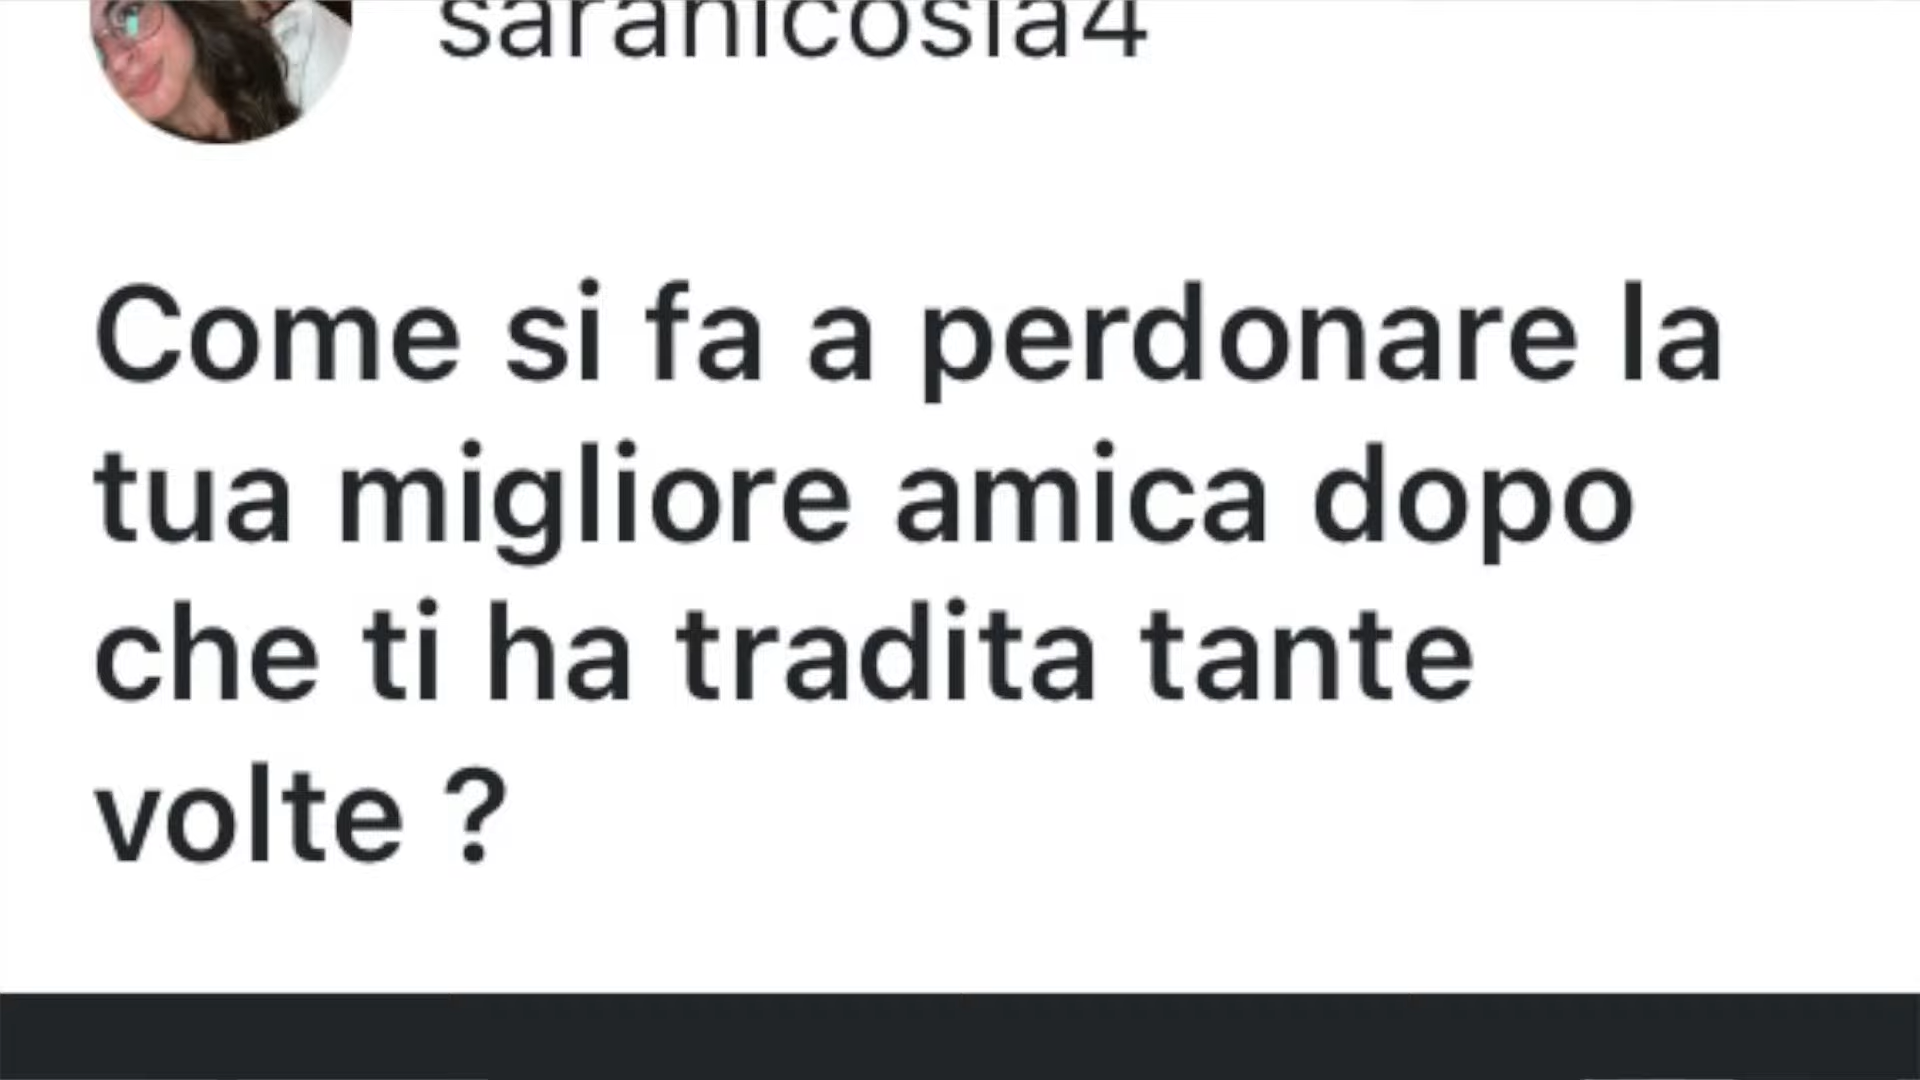 saranicosia4
Come si fa a perdonare la
tua migliore amica dopo
che ti ha tradita tante
volte ?